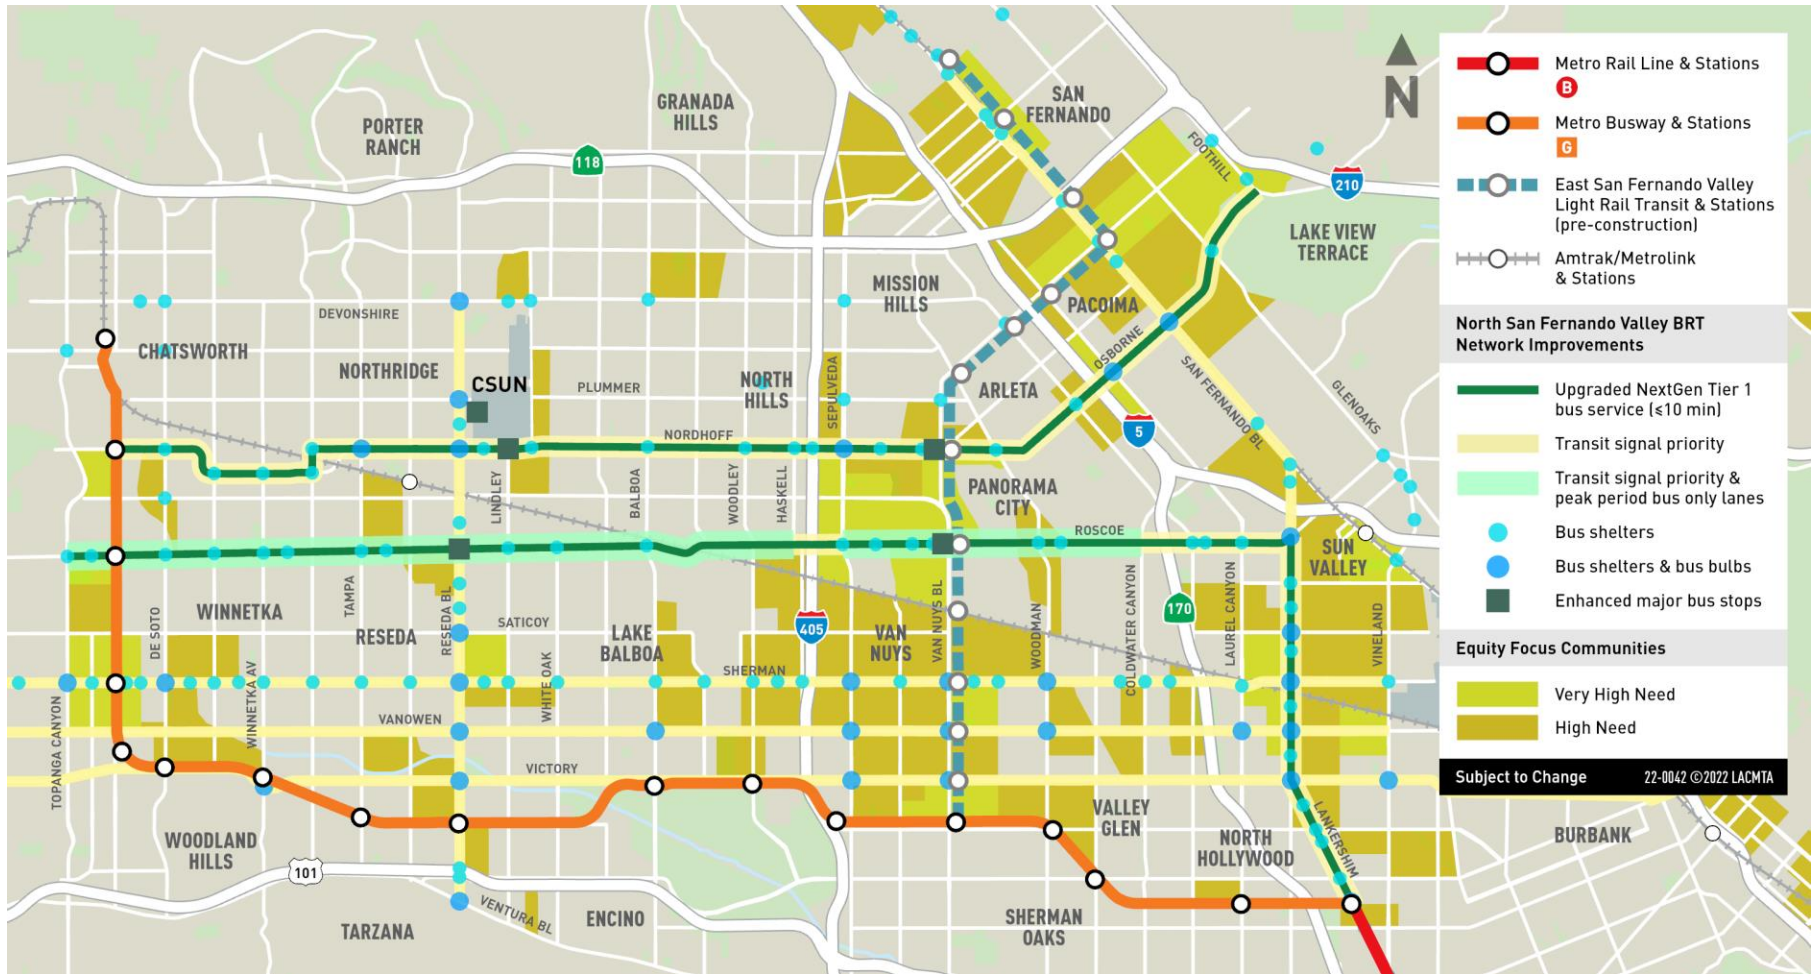 PORTER
RANCH
GRANADA
HILLS
SAN
FERNANDO
118
FOOTHILL
210
LAKE VIEW
TERRACE
MISSION
HILLS
PACOIMA
DEVONSHIRE
CHATSWORTH
NORTHRIDGE
CSUN
PLUMMER
NORTH
HILLS
SEPULVEDA
ARLETA
OSBORNE
SAN FERNANDO BL
GLENOAKS
5
NORDHOFF
LINDLEY
BALBOA
WOODLEY
HASKELL
PANORAMA
CITY
ROSCOE
SUN
VALLEY
WINNETKA
TAMPA
RESEDA
RESEDA BL
SATICOY
LAKE
BALBOA
405
VAN
NUYS
VAN NUYS BL
WOODMAN
COLDWATER CANYON
170
LAUREL CANYON
VINELAND
DE SOTO
SHERMAN
WHITE OAK
TOPANGA CANYON
WINNETKA AV
VANOWEN
VICTORY
WOODLAND
HILLS
101
TARZANA
VENTURA BL
ENCINO
VALLEY
GLEN
NORTH
HOLLYWOOD
LANKERSHIM
SHERMAN
OAKS
BURBANK
N
Metro Rail Line & Stations
B
Metro Busway & Stations
G
East San Fernando Valley
Light Rail Transit & Stations
(pre-construction)
Amtrak/Metrolink
& Stations
North San Fernando Valley BRT
Network Improvements
Upgraded NextGen Tier 1
bus service (≤10 min)
Transit signal priority
Transit signal priority &
peak period bus only lanes
Bus shelters
Bus shelters & bus bulbs
Enhanced major bus stops
Equity Focus Communities
Very High Need
High Need
Subject to Change 22-0042 ©2022 LACMTA